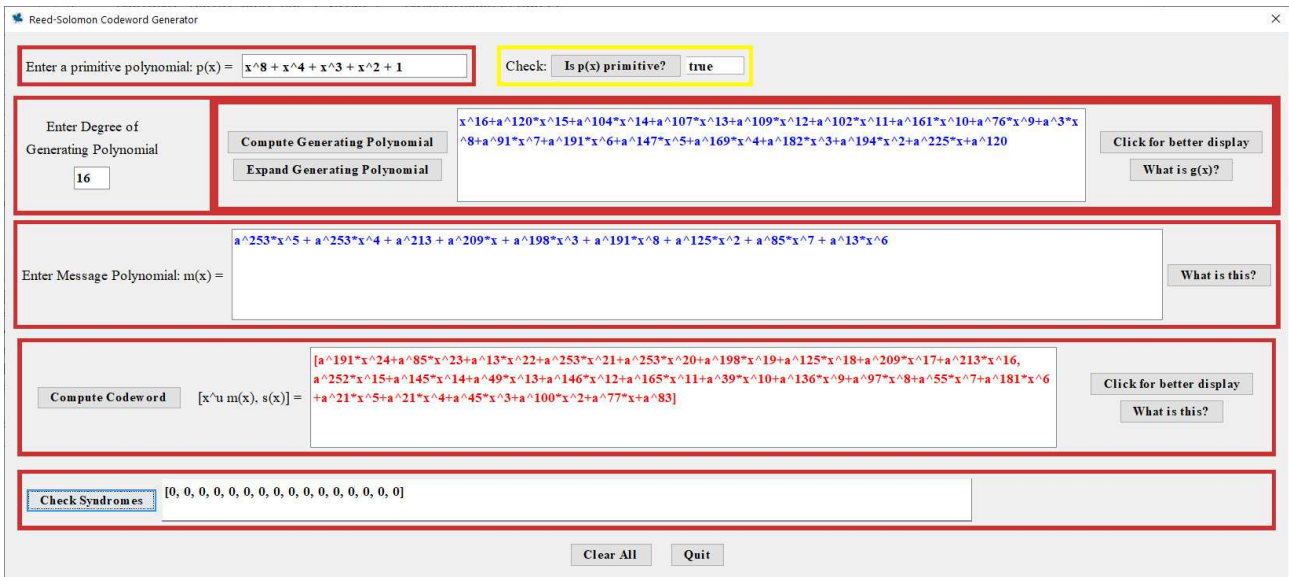 Reed-Solomon Codeword Generator
Enter a primitive polynomial: p(x) = x^8 + x^4 + x^3 + x^2 + 1
Check: Is p(x) primitive? true
Enter Degree of
Generating Polynomial
16
Compute Generating Polynomial
Expand Generating Polynomial
x^16+a^120*x^15+a^104*x^14+a^107*x^13+a^109*x^12+a^102*x^11+a^161*x^10+a^76*x^9+a^3*x
^8+a^91*x^7+a^191*x^6+a^147*x^5+a^169*x^4+a^182*x^3+a^194*x^2+a^225*x+a^120
Click for better display
What is g(x)?
Enter Message Polynomial: m(x) =
a^253*x^5 + a^253*x^4 + a^213 + a^209*x + a^198*x^3 + a^191*x^8 + a^125*x^2 + a^85*x^7 + a^13*x^6
What is this?
Compute Codeword
[x^u m(x), s(x)] =
[a^191*x^24+a^85*x^23+a^13*x^22+a^253*x^21+a^253*x^20+a^198*x^19+a^125*x^18+a^209*x^17+a^213*x^16,
a^252*x^15+a^145*x^14+a^49*x^13+a^146*x^12+a^165*x^11+a^39*x^10+a^136*x^9+a^97*x^8+a^55*x^7+a^181*x^6
+a^21*x^5+a^21*x^4+a^45*x^3+a^100*x^2+a^77*x+a^83]
Click for better display
What is this?
Check Syndromes
[0, 0, 0, 0, 0, 0, 0, 0, 0, 0, 0, 0, 0, 0, 0, 0]
Clear All
Quit